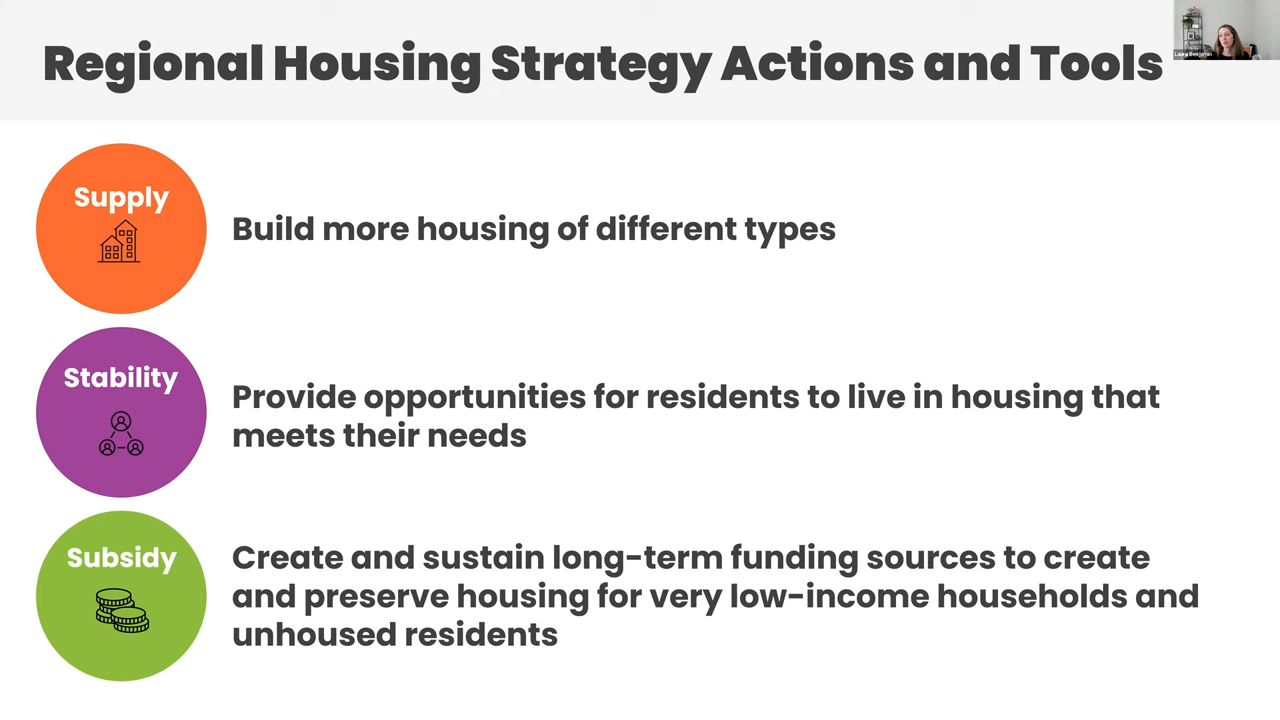 Regional Housing Strategy Actions and Tools
Laura Benjamin
Supply
Build more housing of different types
Stability
Provide opportunities for residents to live in housing that
meets their needs
Subsidy
Create and sustain long-term funding sources to create
and preserve housing for very low-income households and
unhoused residents